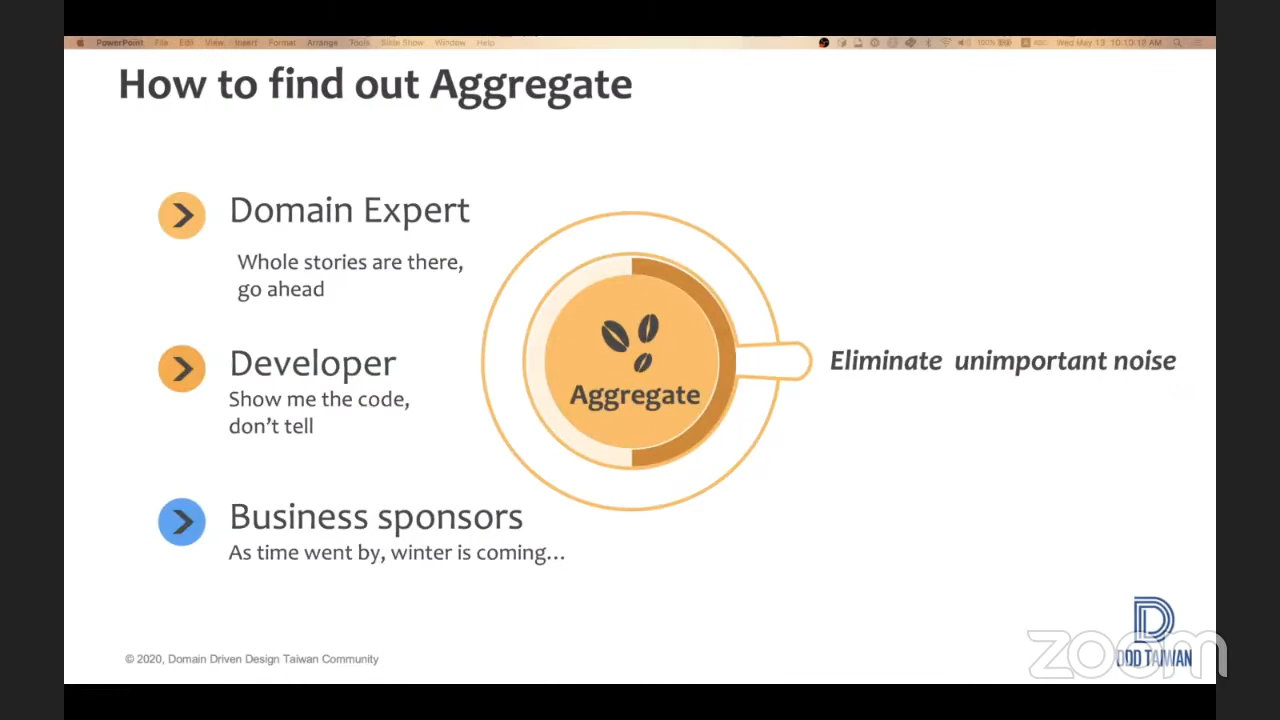 PowerPoint File Edit View Insert Format Arrange Tools Slide Show Window Help 100% ABC Wed May 13 10:10:19 AM
How to find out Aggregate
Domain Expert
Whole stories are there,
go ahead
Developer
Show me the code,
don’t tell
Business sponsors
As time went by, winter is coming...
Aggregate
Eliminate unimportant noise
© 2020, Domain Driven Design Taiwan Community
DDD TAIWAN
zoom